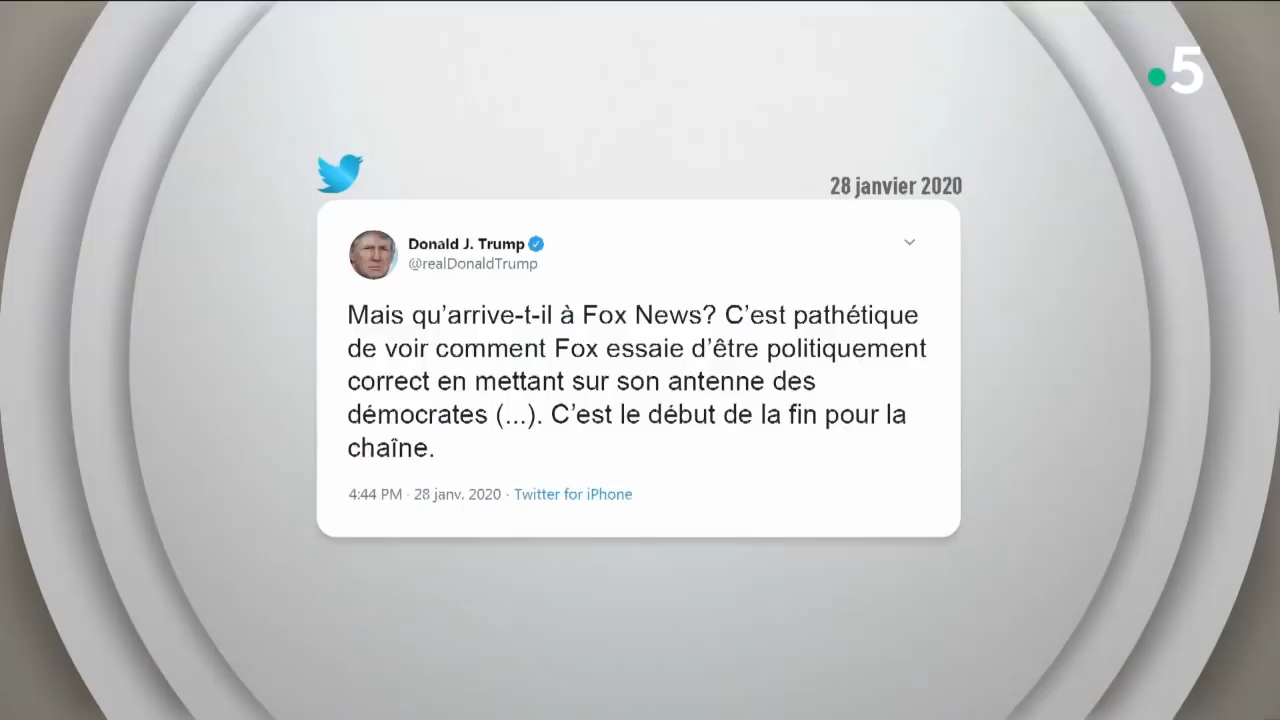 5
28 janvier 2020
Donald J. Trump
@realDonaldTrump
Mais qu'arrive-t-il à Fox News? C'est pathétique
de voir comment Fox essaie d'être politiquement
correct en mettant sur son antenne des
démocrates (...). C'est le début de la fin pour la
chaîne.
4:44 PM · 28 janv. 2020 · Twitter for iPhone